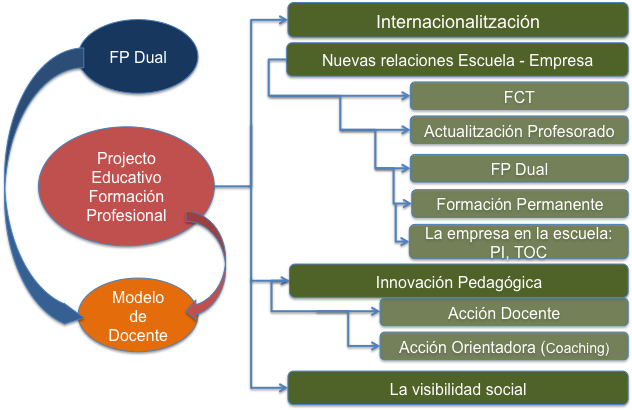 FP Dual
Projecto
Educativo
Formación
Profesional
Modelo
de
Docente
Internacionalitzación
Nuevas relaciones Escuela - Empresa
FCT
Actualitzación Profesorado
FP Dual
Formación Permanente
La empresa en la escuela:
PI, TOC
Innovación Pedagógica
Acción Docente
Acción Orientadora (Coaching)
La visibilidad social